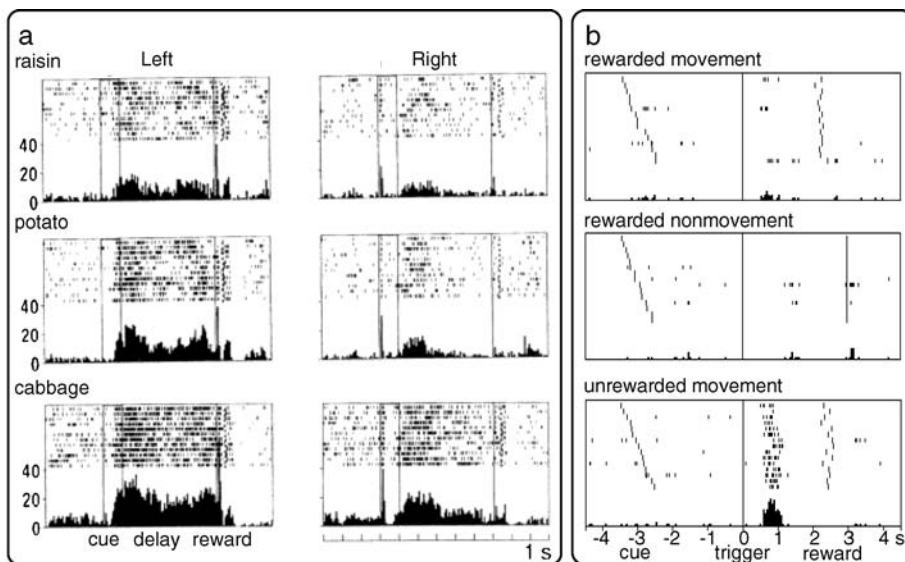 a
Left
Right
raisin
40
20
0
potato
40
20
0
cabbage
40
20
0
cue delay reward
1 s
b
rewarded movement
rewarded nonmovement
unrewarded movement
-4 -3 -2 -1 0 1 2 3 4 s
cue trigger reward